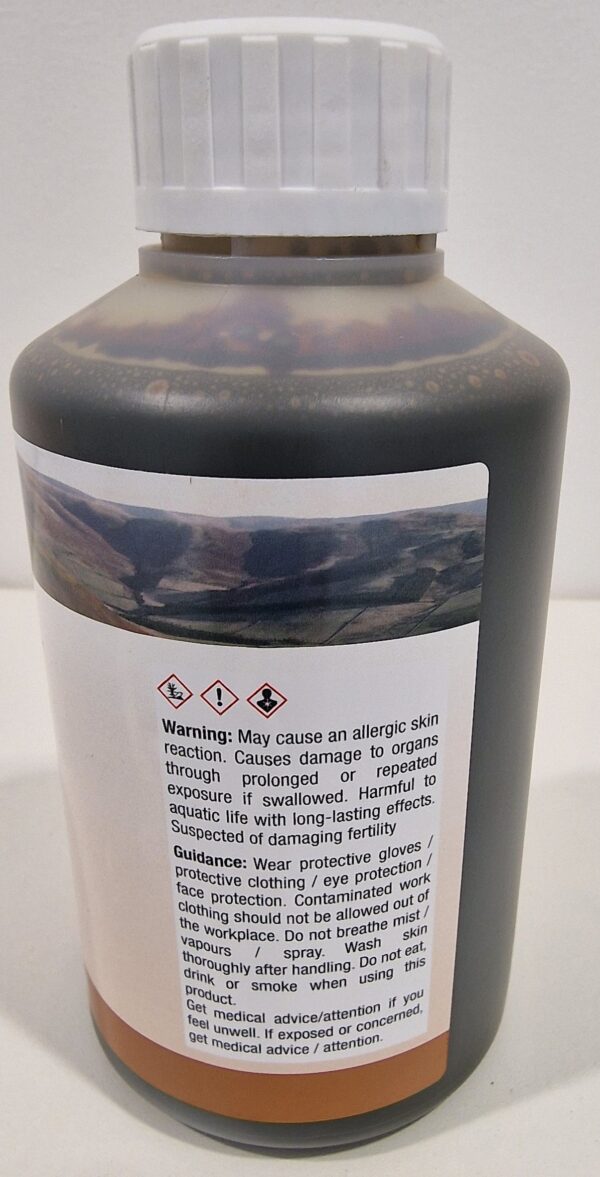 Warning: May cause an allergic skin
reaction. Causes damage to organs
through prolonged or repeated
exposure if swallowed. Harmful to
aquatic life with long-lasting effects.
Suspected of damaging fertility
Guidance: Wear protective gloves /
protective clothing / eye protection /
face protection. Contaminated work
clothing should not be allowed out of
the workplace. Do not breathe mist /
vapours / spray. Wash skin
thoroughly after handling. Do not eat,
drink or smoke when using this
product.
Get medical advice/attention if you
feel unwell. If exposed or concerned,
get medical advice / attention.